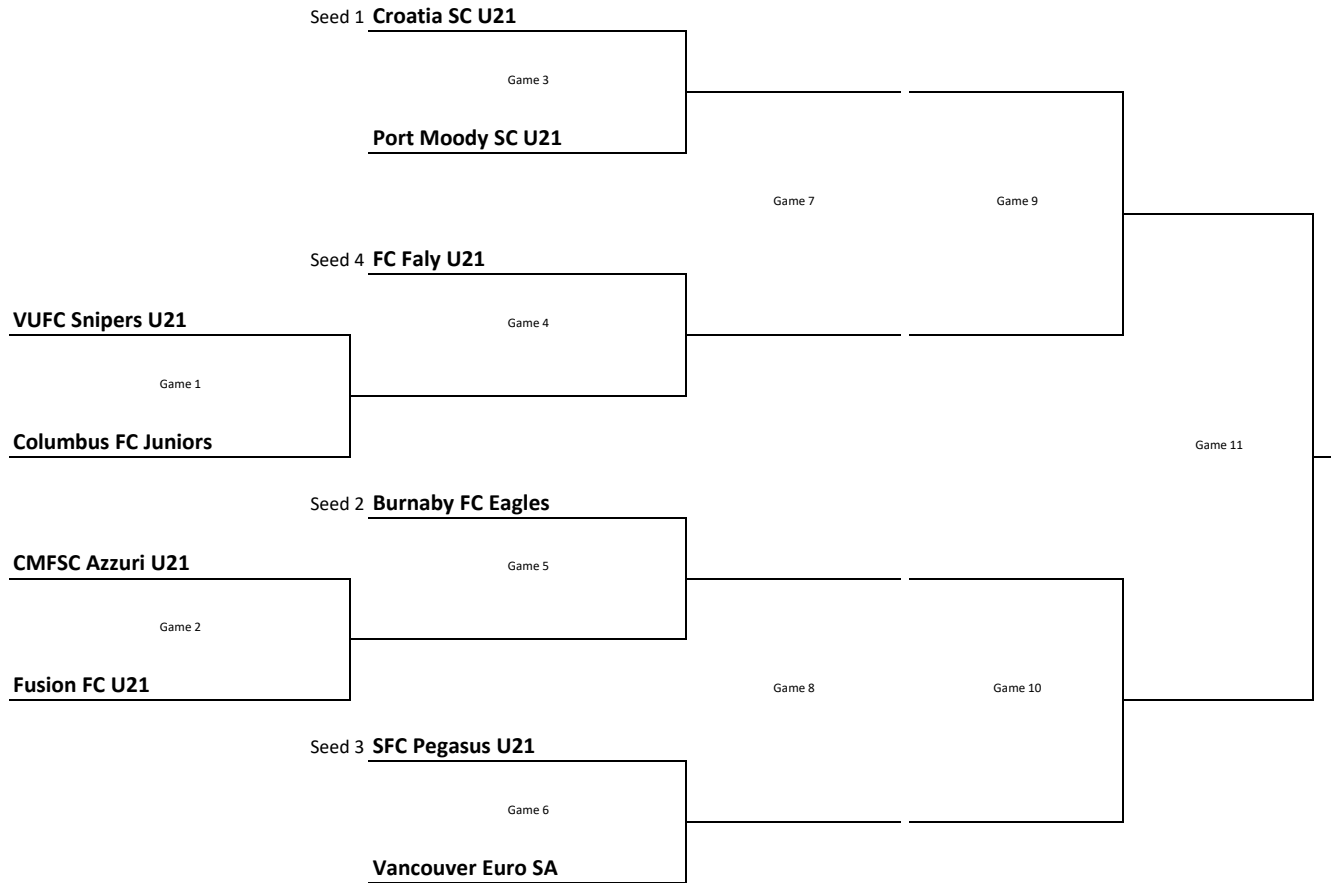 Seed 1 Croatia SC U21
Game 3
Port Moody SC U21
Game 7
Game 9
Seed 4 FC Faly U21
VUFC Snipers U21
Game 4
Game 1
Columbus FC Juniors
Game 11
Seed 2 Burnaby FC Eagles
CMFSC Azzuri U21
Game 5
Game 2
Fusion FC U21
Game 8
Game 10
Seed 3 SFC Pegasus U21
Game 6
Vancouver Euro SA